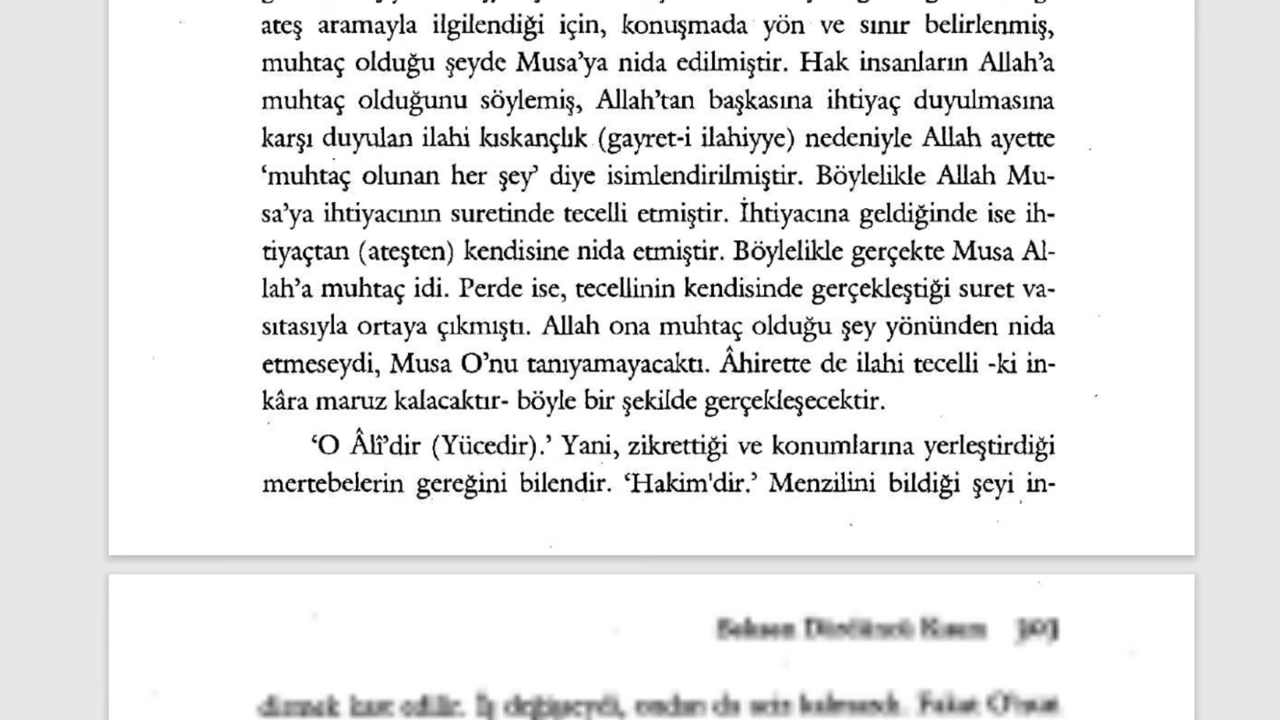 ateş aramayla ilgilendiği için, konuşmada yön ve sınır belirlenmiş,
muhtaç olduğu şeyde Musa’ya nida edilmiştir. Hak insanların Allah’a
muhtaç olduğunu söylemiş, Allah’tan başkasına ihtiyaç duyulmasına
karşı duyulan ilahi kıskançlık (gayret-i ilahiyye) nedeniyle Allah ayette
‘muhtaç olunan her şey’ diye isimlendirilmiştir. Böylelikle Allah Mu-
sa’ya ihtiyacının suretinde tecelli etmiştir. İhtiyacına geldiğinde ise ih-
tiyaçtan (ateşten) kendisine nida etmiştir. Böylelikle gerçekte Musa Al-
lah’a muhtaç idi. Perde ise, tecellinin kendisinde gerçekleştiği suret va-
sıtasıyla ortaya çıkmıştı. Allah ona muhtaç olduğu şey yönünden nida
etmeseydi, Musa O’nu tanıyamayacaktı. Âhirette de ilahi tecelli -ki in-
kâra maruz kalacaktır- böyle bir şekilde gerçekleşecektir.
‘O Âlî’dir (Yücedir).’ Yani, zikrettiği ve konumlarına yerleştirdiği
mertebelerin gereğini bilendir. ‘Hakim'dir.’ Menzilini bildiği şeyi in-
Seksen Dördüncü Kısım